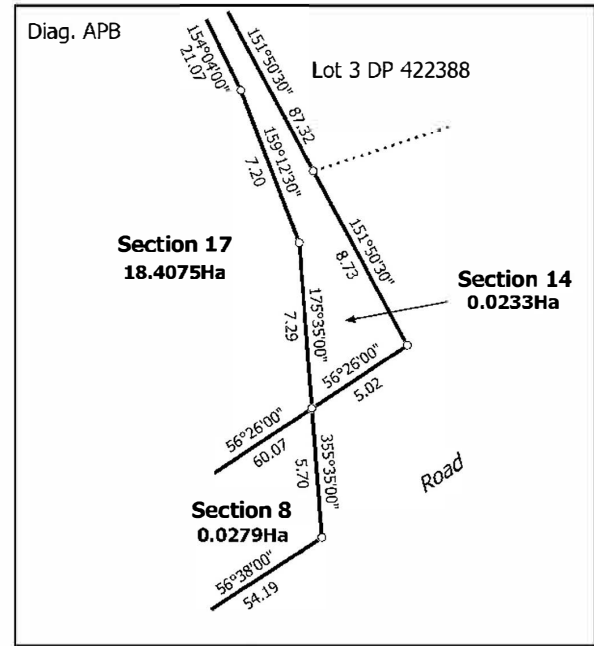 Diag. APB
154°04'00"
21.07
151°50'30"
87.32
Lot 3 DP 422388
159°12'30"
7.20
151°50'30"
8.73
Section 17
18.4075Ha
Section 14
0.0233Ha
175°35'00"
7.29
56°26'00"
5.02
56°26'00"
60.07
355°35'00"
5.70
Road
Section 8
0.0279Ha
56°38'00"
54.19